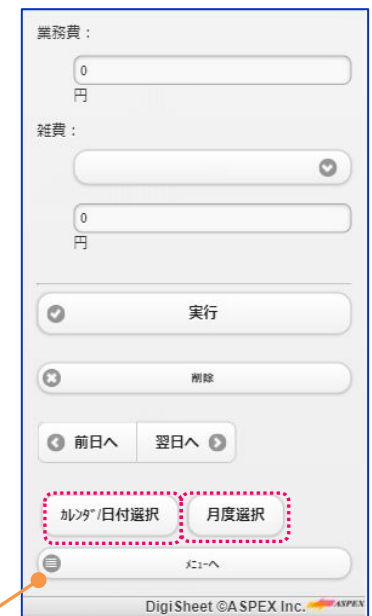 業務費：
0
円
雑費：
0
円
実行
削除
前日へ 翌日へ
ｶﾚﾝﾀﾞ/日付選択 月度選択
ﾒﾆｭｰへ
DigiSheet ©ASPEX Inc. ASPEX